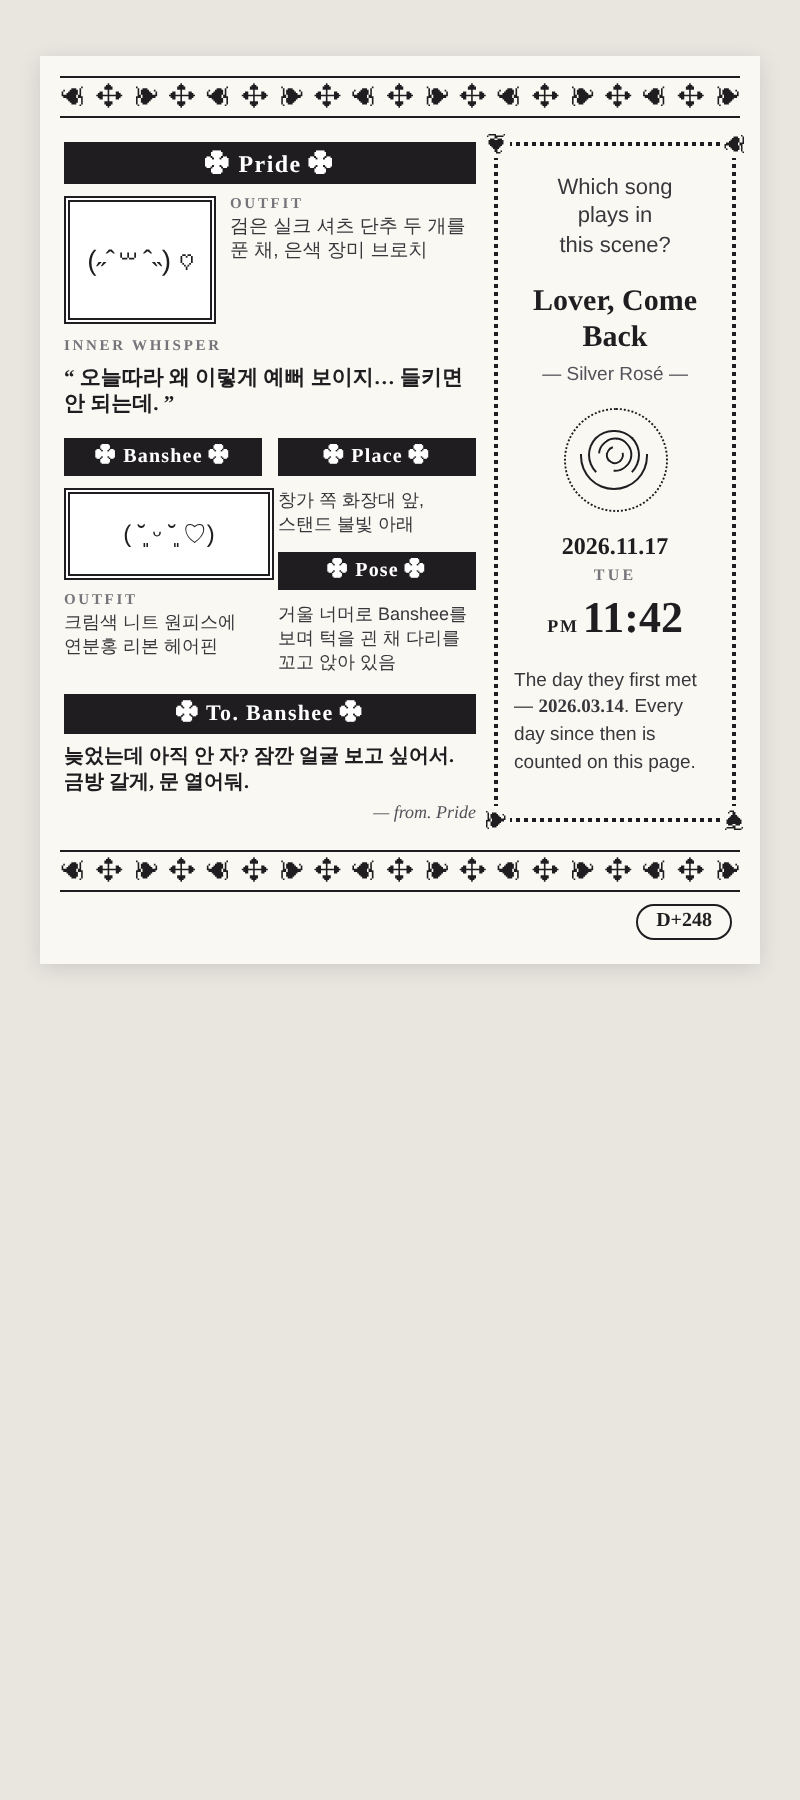 Pride
(˶ˆ꒳ˆ˵) ♡
OUTFIT
검은 실크 셔츠 단추 두 개를
푼 채, 은색 장미 브로치
INNER WHISPER
“ 오늘따라 왜 이렇게 예뻐 보이지… 들키면
안 되는데. ”
Banshee
( ˘͈ ᵕ ˘͈ ♡)
OUTFIT
크림색 니트 원피스에
연분홍 리본 헤어핀
Place
창가 쪽 화장대 앞,
스탠드 불빛 아래
Pose
거울 너머로 Banshee를
보며 턱을 괸 채 다리를
꼬고 앉아 있음
To. Banshee
늦었는데 아직 안 자? 잠깐 얼굴 보고 싶어서.
금방 갈게, 문 열어둬.
— from. Pride
Which song
plays in
this scene?
Lover, Come
Back
— Silver Rosé —
2026.11.17
TUE
PM 11:42
The day they first met
— 2026.03.14. Every
day since then is
counted on this page.
D+248